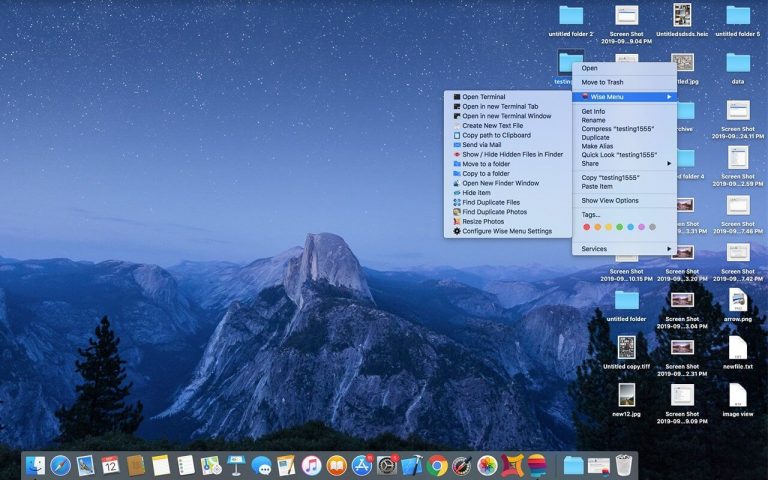 untitled folder 2
Screen Shot
2019-09...9.04 PM
Untitledsdsds.heic
untitled folder 5
testing
Open
Move to Trash
Wise Menu
Get Info
Rename
Compress "testing1555"
Duplicate
Make Alias
Quick Look "testing1555"
Share
Copy "testing1555"
Paste Item
Show View Options
Tags...
Services
Open Terminal
Open in new Terminal Tab
Open in new Terminal Window
Create New Text File
Copy path to Clipboard
Send via Mail
Show / Hide Hidden Files in Finder
Move to a folder
Copy to a folder
Open New Finder Window
Hide item
Find Duplicate Files
Find Duplicate Photos
Resize Photos
Configure Wise Menu Settings
tled.jpg
data
rchive
Screen Shot
2019-09...24.11 PM
d folder 4
Screen Shot
2019-09...2.59 PM
Shot
...3.31 PM
Screen Shot
2019-09...7.46 PM
Screen Shot
2019-09...10.15 PM
Screen Shot
2019-09...3.20 PM
Screen Shot
2019-09...7.42 PM
untitled folder
Screen Shot
2019-09...3.04 PM
arrow.png
Untitled copy.tiff
Screen Shot
2019-09...2.31 PM
newfile.txt
new12.jpg
Screen Shot
2019-09...9.09 PM
image view
12